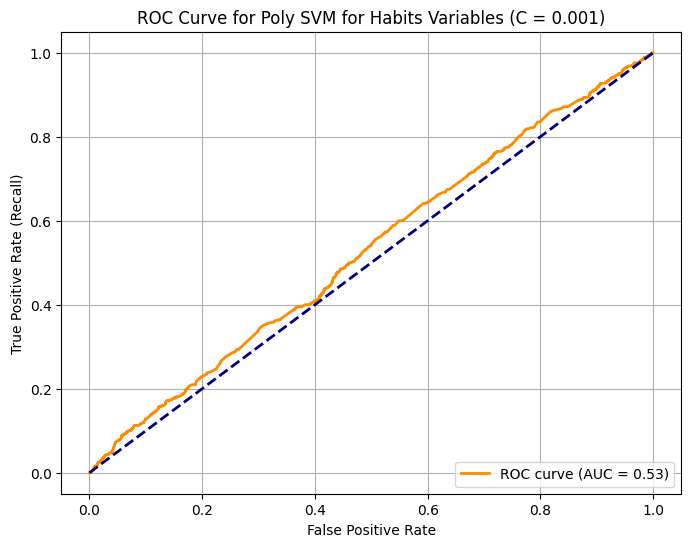 ROC Curve for Poly SVM for Habits Variables (C = 0.001)
True Positive Rate (Recall)
1.0
0.8
0.6
0.4
0.2
0.0
ROC curve (AUC = 0.53)
0.0 0.2 0.4 0.6 0.8 1.0
False Positive Rate